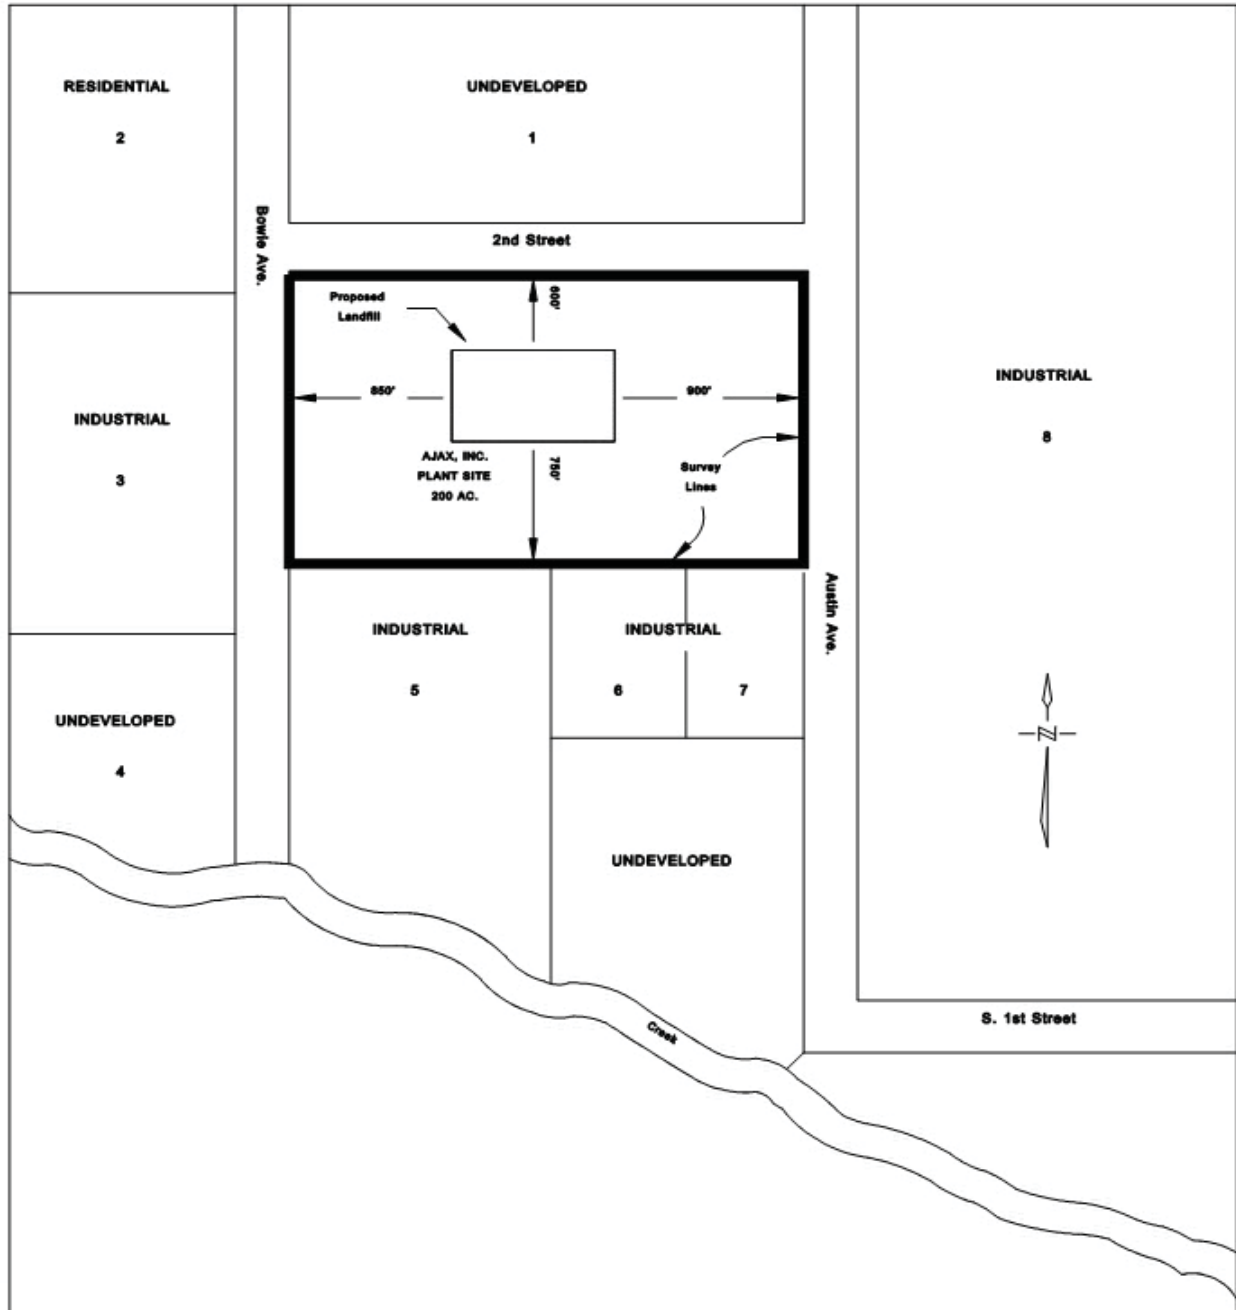 RESIDENTIAL
2
UNDEVELOPED
1
Bowie Ave.
2nd Street
Proposed
Landfill
600'
850'
900'
INDUSTRIAL
8
INDUSTRIAL
3
AJAX, INC.
PLANT SITE
200 AC.
750'
Survey
Lines
Austin Ave.
INDUSTRIAL
5
INDUSTRIAL
6
7
UNDEVELOPED
4
N
UNDEVELOPED
Creek
S. 1st Street